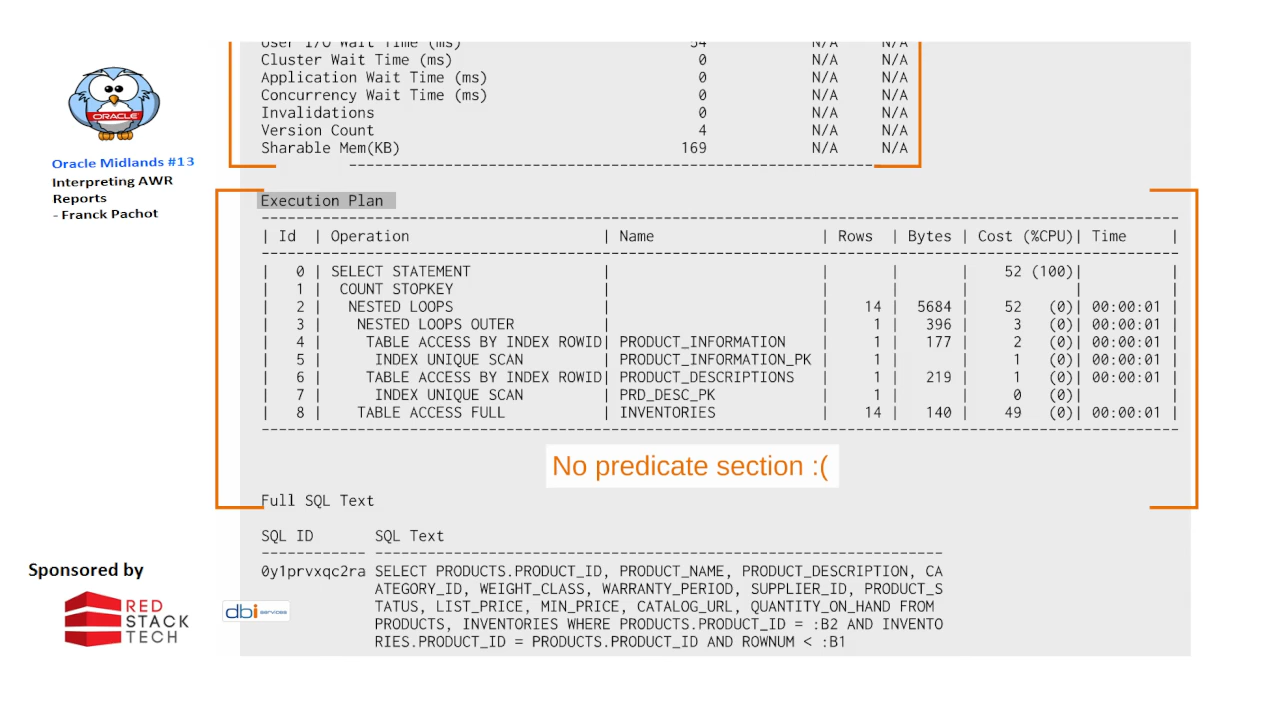 ORACLE
Oracle Midlands #13
Interpreting AWR
Reports
- Franck Pachot
User I/O Wait Time (ms) 54 N/A N/A
Cluster Wait Time (ms) 0 N/A N/A
Application Wait Time (ms) 0 N/A N/A
Concurrency Wait Time (ms) 0 N/A N/A
Invalidations 0 N/A N/A
Version Count 4 N/A N/A
Sharable Mem(KB) 169 N/A N/A
Execution Plan
| Id | Operation | Name | Rows | Bytes | Cost (%CPU)| Time |
| 0 | SELECT STATEMENT | | | | 52 (100)| |
| 1 | COUNT STOPKEY | | | | | |
| 2 | NESTED LOOPS | | 14 | 5684 | 52 (0)| 00:00:01 |
| 3 | NESTED LOOPS OUTER | | 1 | 396 | 3 (0)| 00:00:01 |
| 4 | TABLE ACCESS BY INDEX ROWID| PRODUCT_INFORMATION | 1 | 177 | 2 (0)| 00:00:01 |
| 5 | INDEX UNIQUE SCAN | PRODUCT_INFORMATION_PK | 1 | | 1 (0)| 00:00:01 |
| 6 | TABLE ACCESS BY INDEX ROWID| PRODUCT_DESCRIPTIONS | 1 | 219 | 1 (0)| 00:00:01 |
| 7 | INDEX UNIQUE SCAN | PRD_DESC_PK | 1 | | 0 (0)| |
| 8 | TABLE ACCESS FULL | INVENTORIES | 14 | 140 | 49 (0)| 00:00:01 |
No predicate section :(
Full SQL Text
SQL ID SQL Text
0y1prvxqc2ra SELECT PRODUCTS.PRODUCT_ID, PRODUCT_NAME, PRODUCT_DESCRIPTION, CA
ATEGORY_ID, WEIGHT_CLASS, WARRANTY_PERIOD, SUPPLIER_ID, PRODUCT_S
TATUS, LIST_PRICE, MIN_PRICE, CATALOG_URL, QUANTITY_ON_HAND FROM
PRODUCTS, INVENTORIES WHERE PRODUCTS.PRODUCT_ID = :B2 AND INVENTO
RIES.PRODUCT_ID = PRODUCTS.PRODUCT_ID AND ROWNUM < :B1
Sponsored by
RED
STACK
TECH
dbi services